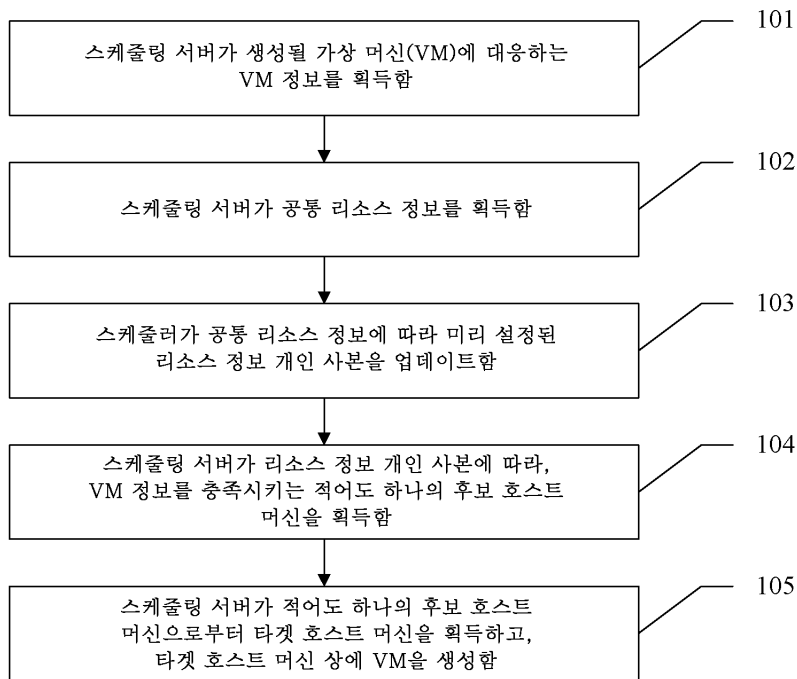 101
스케줄링 서버가 생성될 가상 머신(VM)에 대응하는
VM 정보를 획득함
102
스케줄링 서버가 공통 리소스 정보를 획득함
103
스케줄러가 공통 리소스 정보에 따라 미리 설정된
리소스 정보 개인 사본을 업데이트함
104
스케줄링 서버가 리소스 정보 개인 사본에 따라,
VM 정보를 충족시키는 적어도 하나의 후보 호스트
머신을 획득함
105
스케줄링 서버가 적어도 하나의 후보 호스트
머신으로부터 타겟 호스트 머신을 획득하고,
타겟 호스트 머신 상에 VM을 생성함